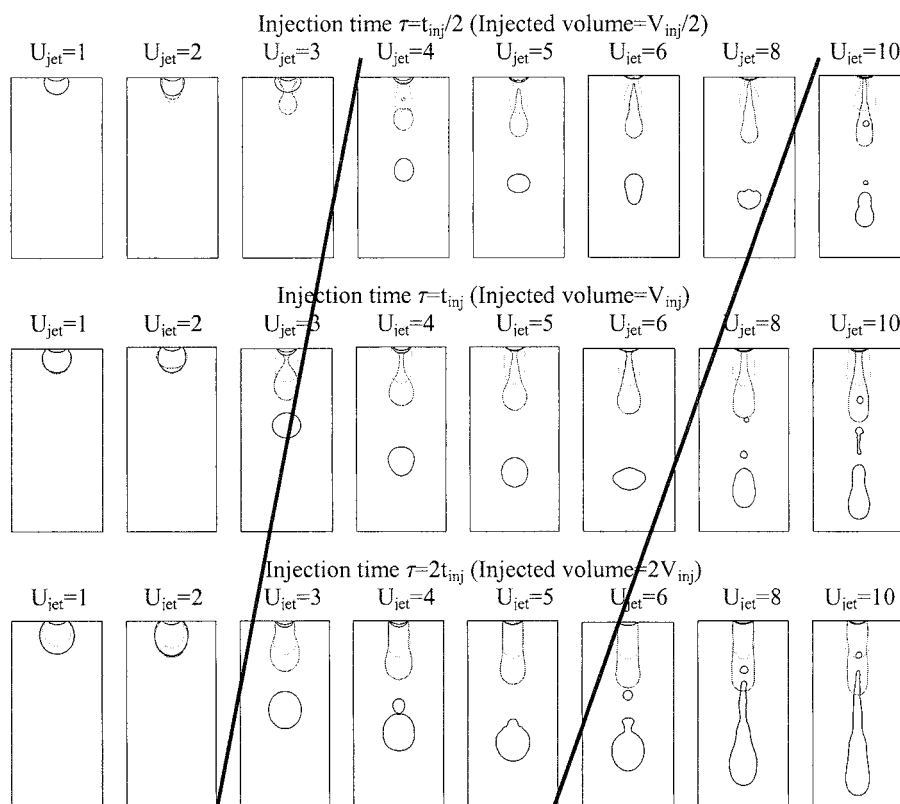 Injection time τ=t_inj/2 (Injected volume=V_inj/2)
U_jet=1 U_jet=2 U_jet=3 U_jet=4 U_jet=5 U_jet=6 U_jet=8 U_jet=10
Injection time τ=t_inj (Injected volume=V_inj)
U_jet=1 U_jet=2 U_jet=3 U_jet=4 U_jet=5 U_jet=6 U_jet=8 U_jet=10
Injection time τ=2t_inj (Injected volume=2V_inj)
U_jet=1 U_jet=2 U_jet=3 U_jet=4 U_jet=5 U_jet=6 U_jet=8 U_jet=10